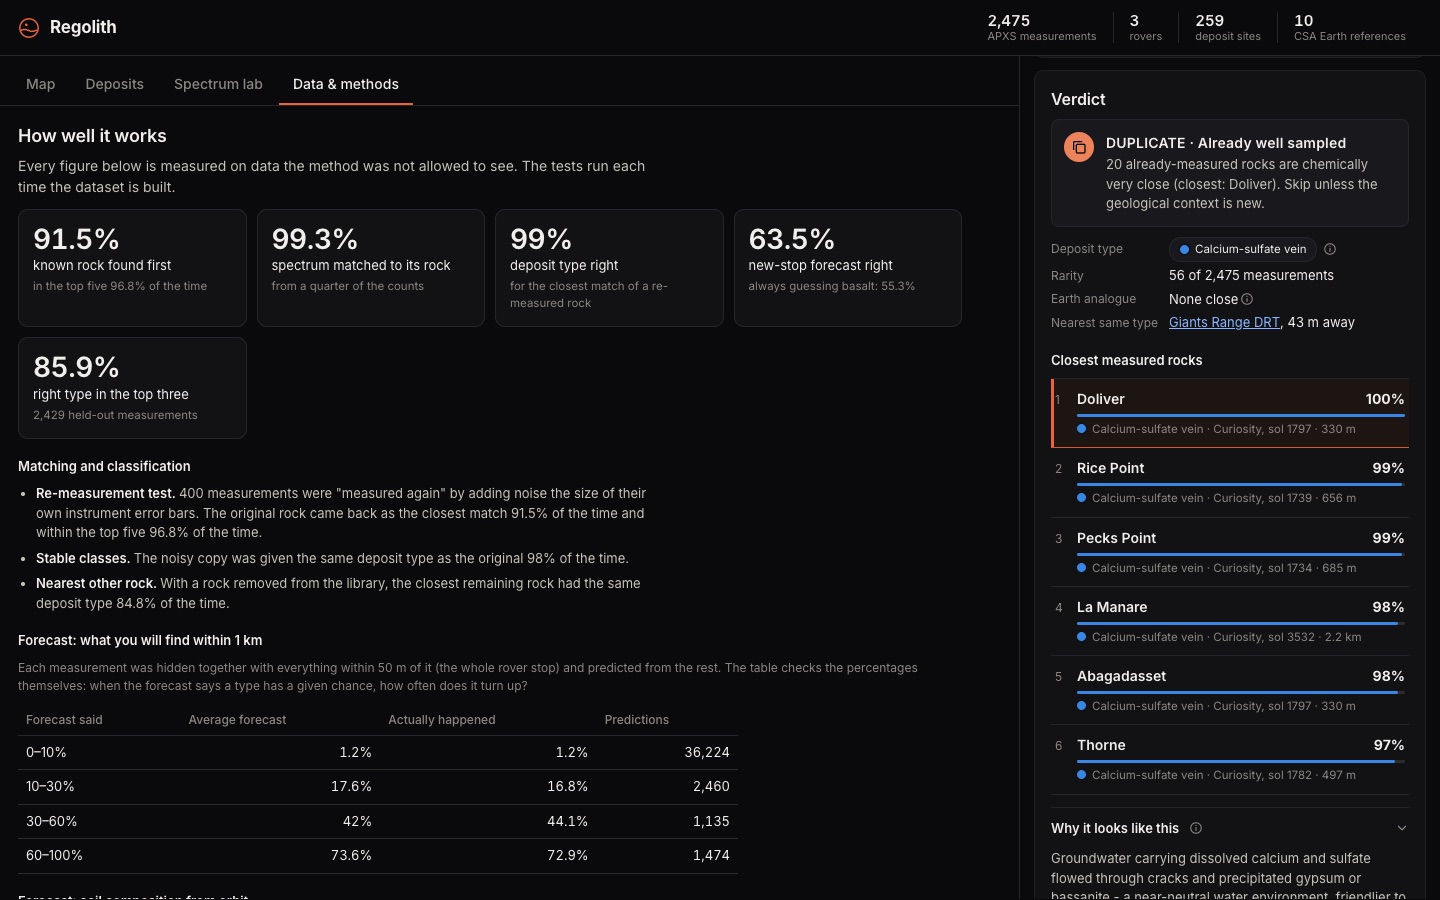 Regolith
2,475
APXS measurements
3
rovers
259
deposit sites
10
CSA Earth references
Map
Deposits
Spectrum lab
Data & methods
How well it works
Every figure below is measured on data the method was not allowed to see. The tests run each
time the dataset is built.
91.5%
known rock found first
in the top five 96.8% of the time
99.3%
spectrum matched to its rock
from a quarter of the counts
99%
deposit type right
for the closest match of a re-
measured rock
63.5%
new-stop forecast right
always guessing basalt: 55.3%
85.9%
right type in the top three
2,429 held-out measurements
Matching and classification
• Re-measurement test. 400 measurements were "measured again" by adding noise the size of their
own instrument error bars. The original rock came back as the closest match 91.5% of the time and
within the top five 96.8% of the time.
• Stable classes. The noisy copy was given the same deposit type as the original 98% of the time.
• Nearest other rock. With a rock removed from the library, the closest remaining rock had the same
deposit type 84.8% of the time.
Forecast: what you will find within 1 km
Each measurement was hidden together with everything within 50 m of it (the whole rover stop) and predicted from the rest. The table checks the percentages
themselves: when the forecast says a type has a given chance, how often does it turn up?
Forecast said Average forecast Actually happened Predictions
0–10% 1.2% 1.2% 36,224
10–30% 17.6% 16.8% 2,460
30–60% 42% 44.1% 1,135
60–100% 73.6% 72.9% 1,474
Forecast: soil composition from orbit
Verdict
DUPLICATE · Already well sampled
20 already-measured rocks are chemically
very close (closest: Doliver). Skip unless the
geological context is new.
Deposit type Calcium-sulfate vein
Rarity 56 of 2,475 measurements
Earth analogue None close
Nearest same type Giants Range DRT, 43 m away
Closest measured rocks
1 Doliver 100%
Calcium-sulfate vein · Curiosity, sol 1797 · 330 m
2 Rice Point 99%
Calcium-sulfate vein · Curiosity, sol 1739 · 656 m
3 Pecks Point 99%
Calcium-sulfate vein · Curiosity, sol 1734 · 685 m
4 La Manare 98%
Calcium-sulfate vein · Curiosity, sol 3532 · 2.2 km
5 Abagadasset 98%
Calcium-sulfate vein · Curiosity, sol 1797 · 330 m
6 Thorne 97%
Calcium-sulfate vein · Curiosity, sol 1782 · 497 m
Why it looks like this
Groundwater carrying dissolved calcium and sulfate
flowed through cracks and precipitated gypsum or
bassanite - a near-neutral water environment, friendlier to